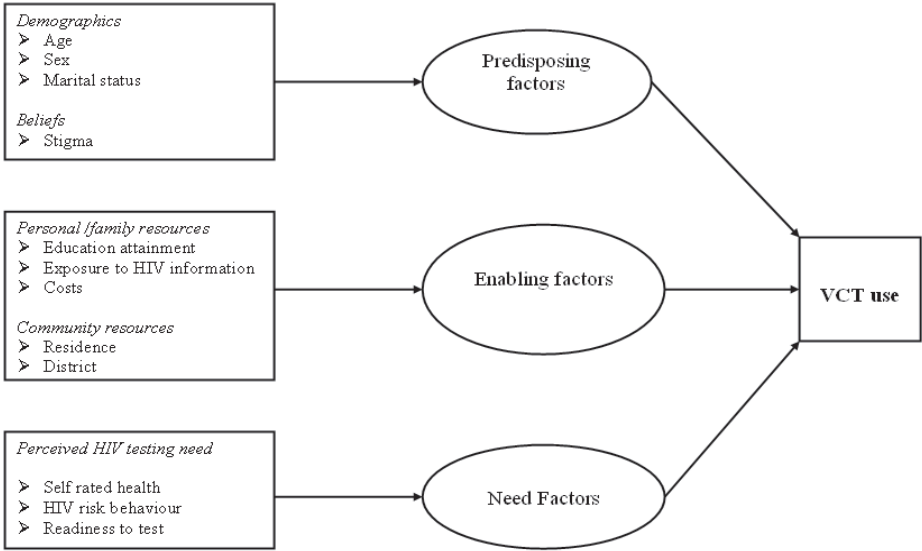 Demographics
➢ Age
➢ Sex
➢ Marital status
Beliefs
➢ Stigma
Predisposing
factors
Personal /family resources
➢ Education attainment
➢ Exposure to HIV information
➢ Costs
Community resources
➢ Residence
➢ District
Enabling factors
VCT use
Perceived HIV testing need
➢ Self rated health
➢ HIV risk behaviour
➢ Readiness to test
Need Factors